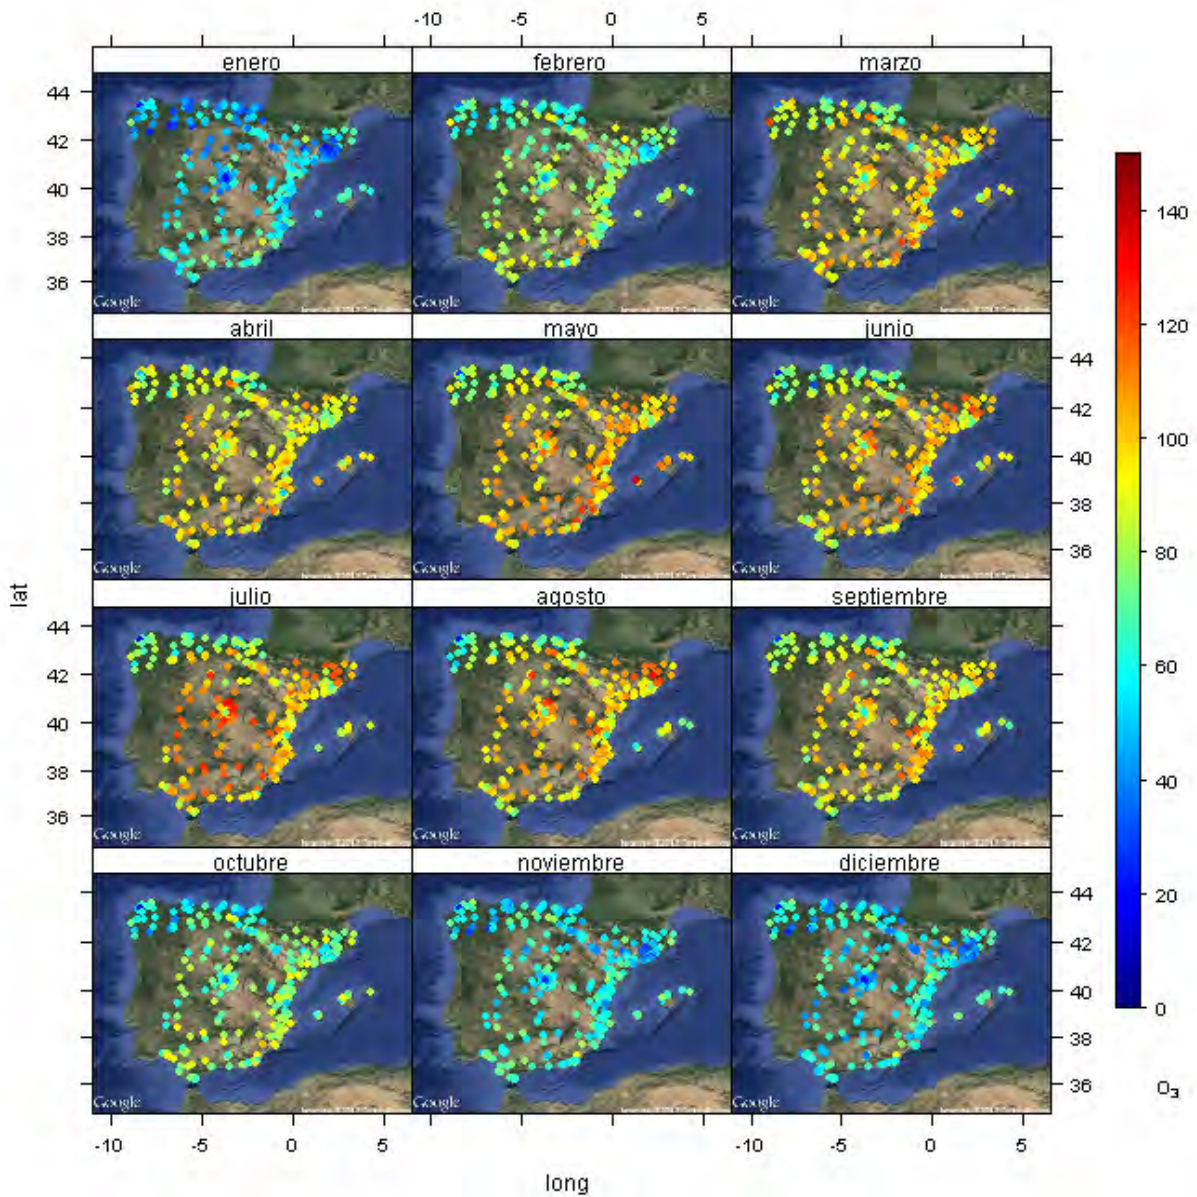 -10 -5 0 5
enero febrero marzo
44
42
40
38
36
Google Google Google
140
abril mayo junio
120
44
42
100
40
80
38
36
Google Google Google
lat
julio agosto septiembre
44
42
60
40
40
38
36
Google Google Google
20
octubre noviembre diciembre
44
42
0
40
38
36
O3
Google Google Google
-10 -5 0 5 -10 -5 0 5
long